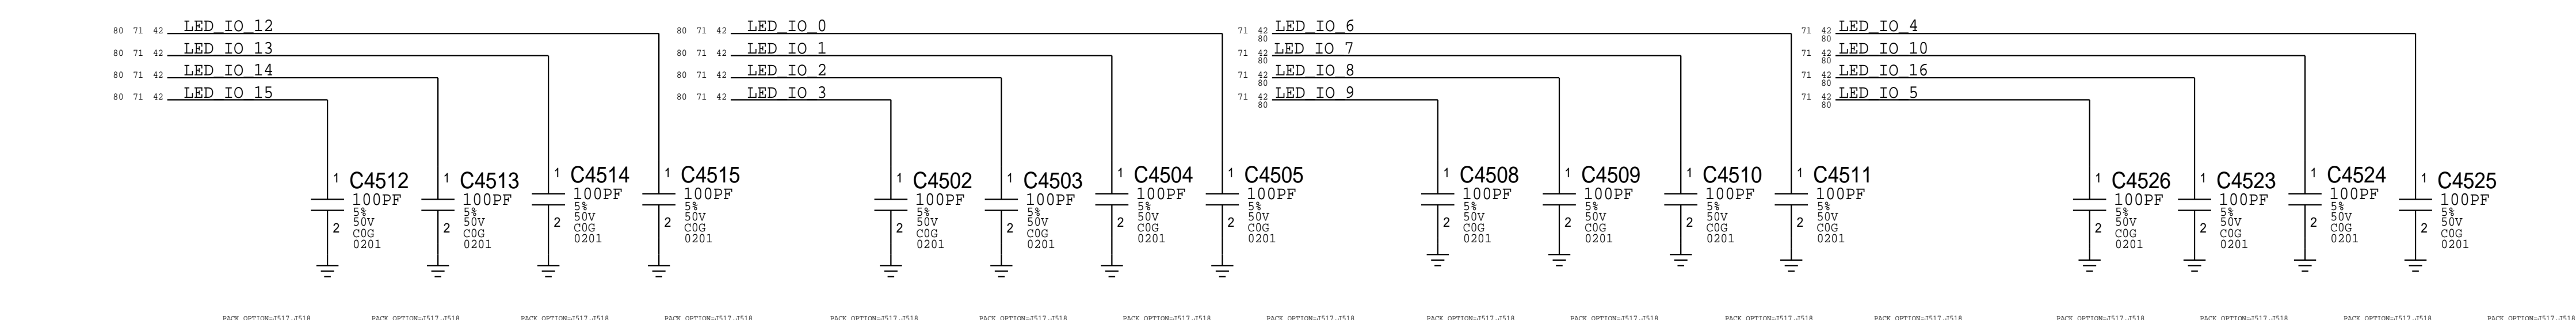 80 71 42 LED_IO_12
80 71 42 LED_IO_13
80 71 42 LED_IO_14
80 71 42 LED_IO_15
80 71 42 LED_IO_0
80 71 42 LED_IO_1
80 71 42 LED_IO_2
80 71 42 LED_IO_3
71 42 LED_IO_6
80
71 42 LED_IO_7
80
71 42 LED_IO_8
80
71 42 LED_IO_9
80
71 42 LED_IO_4
80
71 42 LED_IO_10
80
71 42 LED_IO_16
80
71 42 LED_IO_5
80
1 C4512
100PF
5%
50V
2 C0G
0201
1 C4513
100PF
5%
50V
2 C0G
0201
1 C4514
100PF
5%
50V
2 C0G
0201
1 C4515
100PF
5%
50V
2 C0G
0201
1 C4502
100PF
5%
50V
2 C0G
0201
1 C4503
100PF
5%
50V
2 C0G
0201
1 C4504
100PF
5%
50V
2 C0G
0201
1 C4505
100PF
5%
50V
2 C0G
0201
1 C4508
100PF
5%
50V
2 C0G
0201
1 C4509
100PF
5%
50V
2 C0G
0201
1 C4510
100PF
5%
50V
2 C0G
0201
1 C4511
100PF
5%
50V
2 C0G
0201
1 C4526
100PF
5%
50V
2 C0G
0201
1 C4523
100PF
5%
50V
2 C0G
0201
1 C4524
100PF
5%
50V
2 C0G
0201
1 C4525
100PF
5%
50V
2 C0G
0201